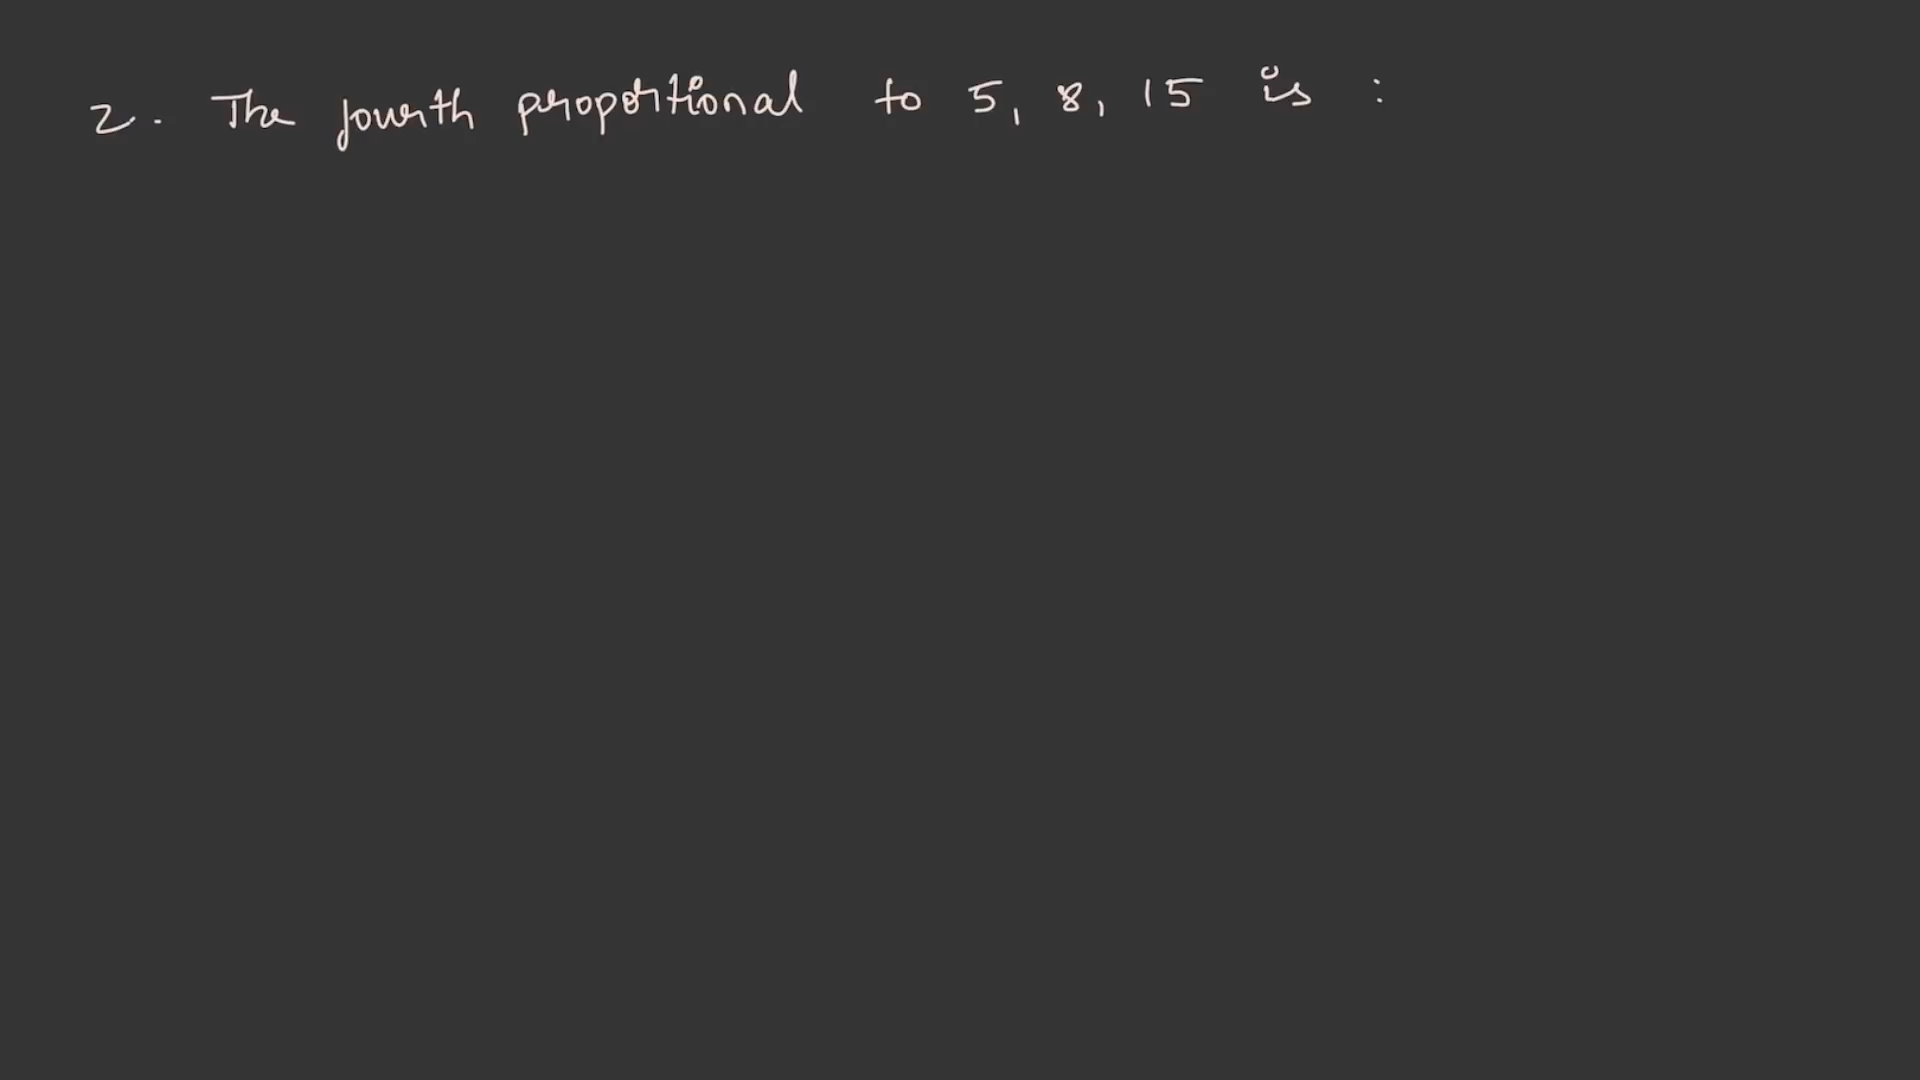 2. The fourth proportional to 5, 8, 15 is :